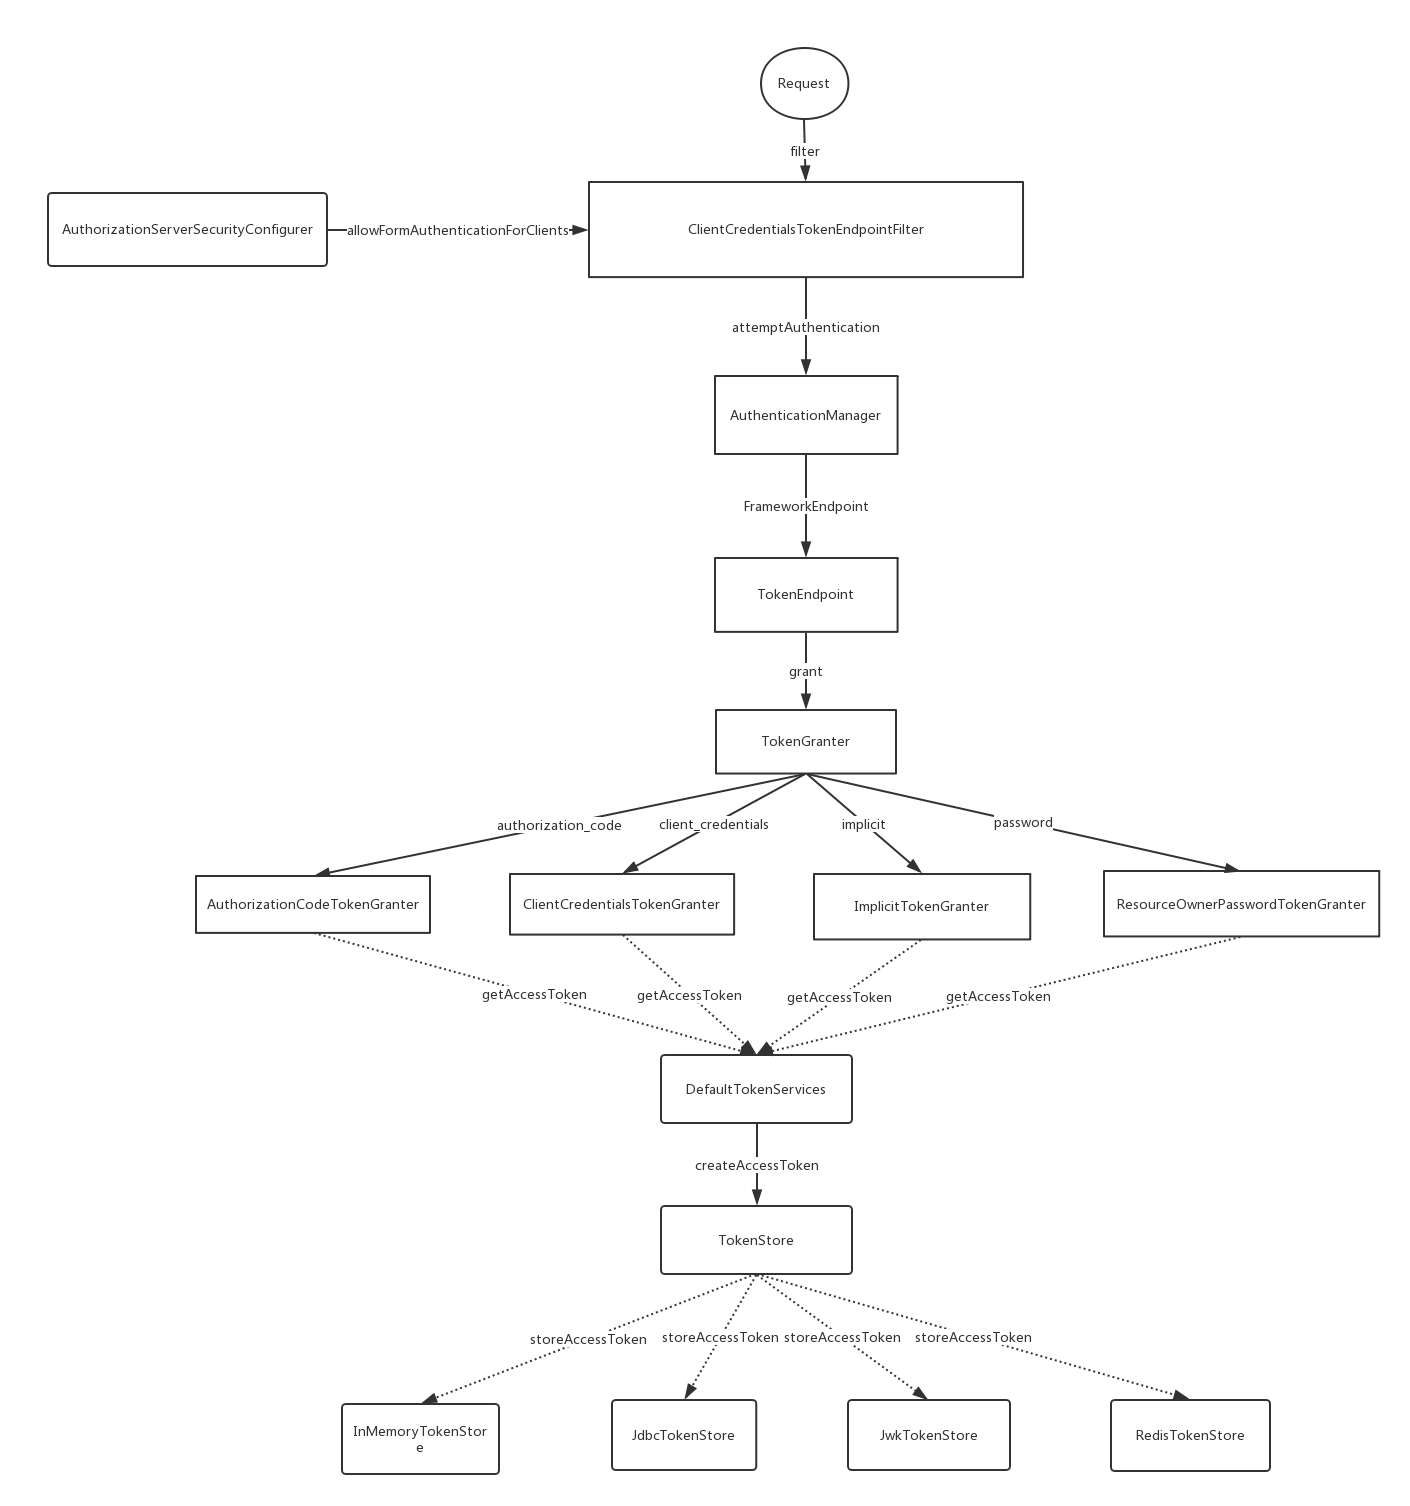 Request
filter
AuthorizationServerSecurityConfigurer
allowFormAuthenticationForClients
ClientCredentialsTokenEndpointFilter
attemptAuthentication
AuthenticationManager
FrameworkEndpoint
TokenEndpoint
grant
TokenGranter
authorization_code
client_credentials
implicit
password
AuthorizationCodeTokenGranter
ClientCredentialsTokenGranter
ImplicitTokenGranter
ResourceOwnerPasswordTokenGranter
getAccessToken
getAccessToken
getAccessToken
getAccessToken
DefaultTokenServices
createAccessToken
TokenStore
storeAccessToken
storeAccessToken
storeAccessToken
storeAccessToken
InMemoryTokenStor
e
JdbcTokenStore
JwkTokenStore
RedisTokenStore